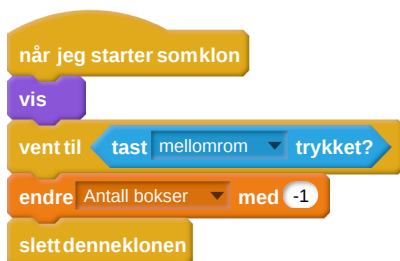 når jeg starter som klon
vis
vent til tast mellomrom trykket?
endre Antall bokser med -1
slett denne klonen